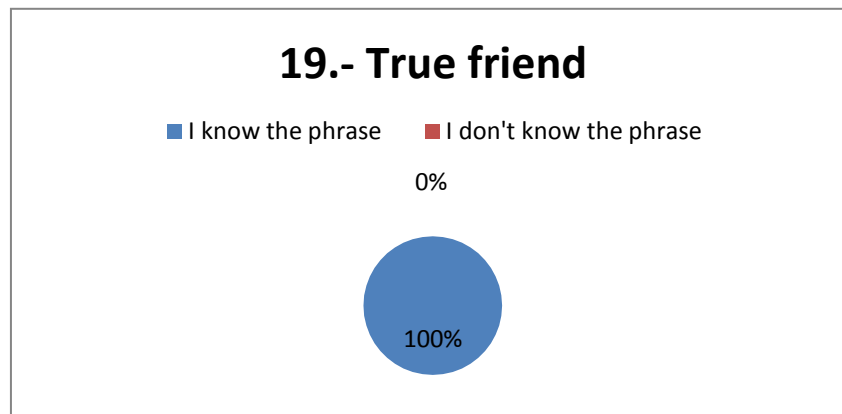 19.- True friend
I know the phrase I don't know the phrase
0%
100%